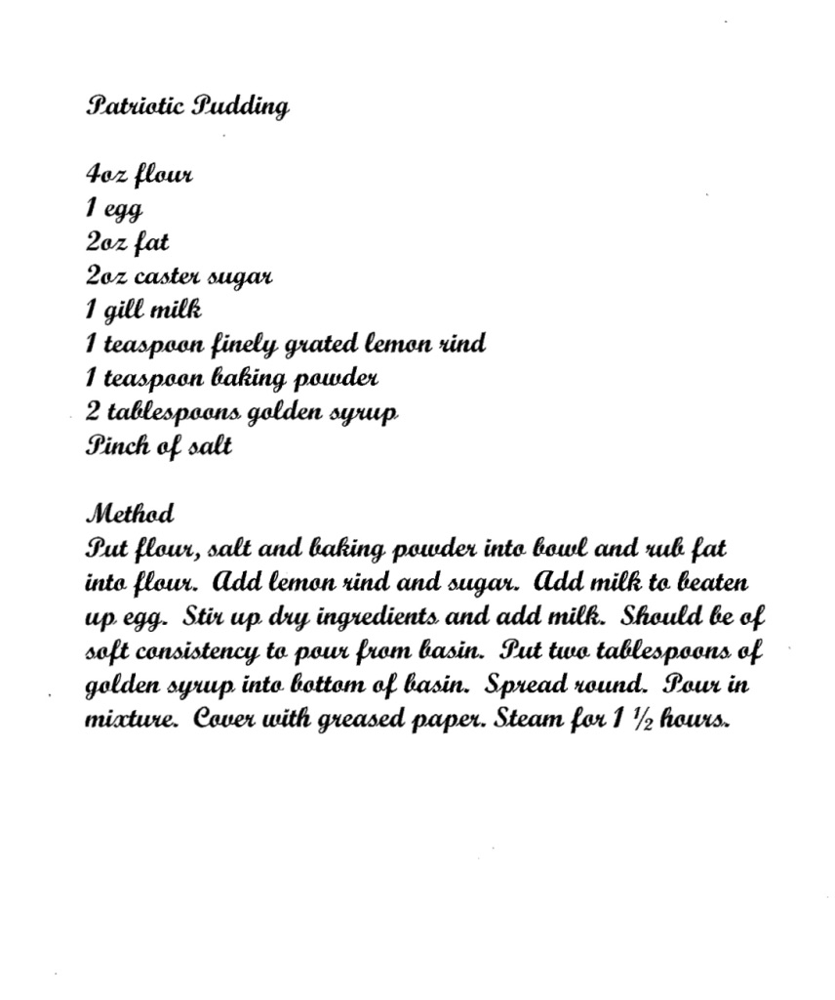 Patriotic Pudding
4oz flour
1 egg
2oz fat
2oz caster sugar
1 gill milk
1 teaspoon finely grated lemon rind
1 teaspoon baking powder
2 tablespoons golden syrup
Pinch of salt
Method
Put flour, salt and baking powder into bowl and rub fat
into flour. Add lemon rind and sugar. Add milk to beaten
up egg. Stir up dry ingredients and add milk. Should be of
soft consistency to pour from basin. Put two tablespoons of
golden syrup into bottom of basin. Spread round. Pour in
mixture. Cover with greased paper. Steam for 1 ½ hours.